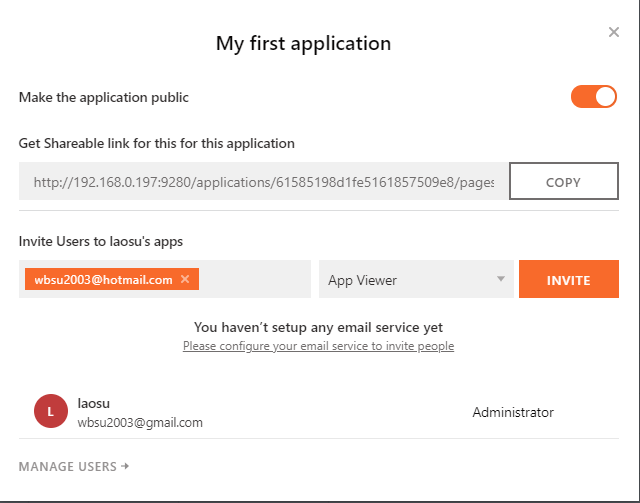 My first application
Make the application public
Get Shareable link for this for this application
http://192.168.0.197:9280/applications/61585198d1fe5161857509e8/pages
COPY
Invite Users to laosu's apps
wbsu2003@hotmail.com
App Viewer
INVITE
You haven’t setup any email service yet
Please configure your email service to invite people
L
laosu
wbsu2003@gmail.com
Administrator
MANAGE USERS